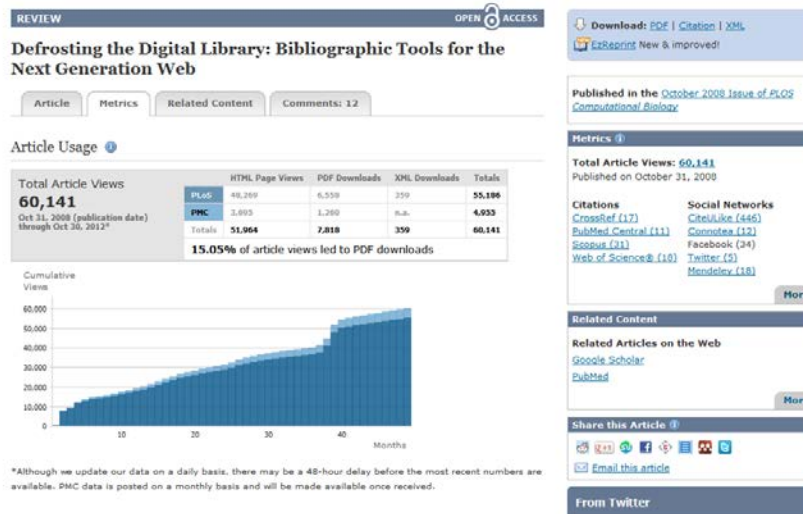 REVIEW
OPEN ACCESS
Defrosting the Digital Library: Bibliographic Tools for the
Next Generation Web
Article
Metrics
Related Content
Comments: 12
Article Usage
Total Article Views
60,141
Oct 31, 2008 (publication date)
through Oct 30, 2012*
HTML Page Views PDF Downloads XML Downloads Totals
PLoS 48,269 6,558 359 55,186
PMC 3,695 1,260 n.a. 4,955
Totals 51,964 7,818 359 60,141
15.05% of article views led to PDF downloads
Cumulative
Views
60,000
50,000
40,000
30,000
20,000
10,000
0
10 20 30 40
Months
*Although we update our data on a daily basis, there may be a 48-hour delay before the most recent numbers are
available. PMC data is posted on a monthly basis and will be made available once received.
Download: PDF | Citation | XML
EzReprint New & improved!
Published in the October 2008 Issue of PLOS
Computational Biology
Metrics
Total Article Views: 60,141
Published on October 31, 2008
Citations
CrossRef (17)
PubMed Central (11)
Scopus (21)
Web of Science® (10)
Social Networks
CiteULike (446)
Connotea (12)
Facebook (34)
Twitter (5)
Mendeley (18)
Mor
Related Content
Related Articles on the Web
Google Scholar
PubMed
Mor
Share this Article
Email this article
From Twitter